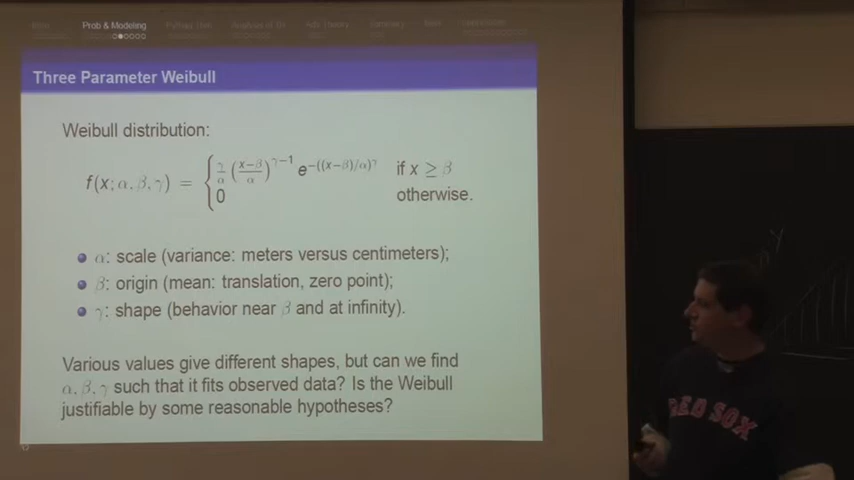 Prob & Modeling
Three Parameter Weibull
Weibull distribution:
f(x; α, β, γ) = { γ/α ((x−β)/α)^(γ−1) e^(−((x−β)/α)^γ) if x ≥ β
0 otherwise.
α: scale (variance: meters versus centimeters);
β: origin (mean: translation, zero point);
γ: shape (behavior near β and at infinity).
Various values give different shapes, but can we find
α, β, γ such that it fits observed data? Is the Weibull
justifiable by some reasonable hypotheses?
RED SOX